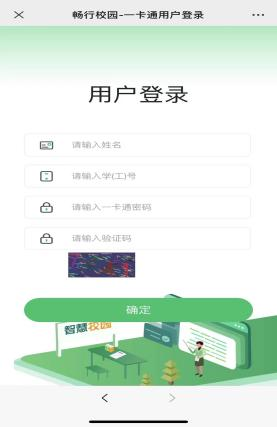 畅行校园-一卡通用户登录
用户登录
请输入姓名
请输入学(工)号
请输入一卡通密码
请输入验证码
确定
智慧校园